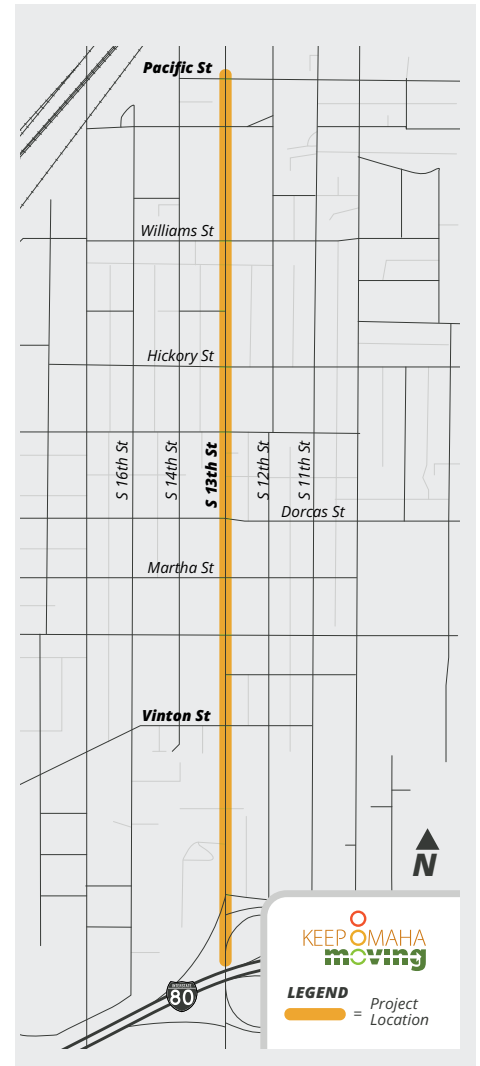 Pacific St
Williams St
Hickory St
S 16th St
S 14th St
S 13th St
S 12th St
S 11th St
Dorcas St
Martha St
Vinton St
N
KEEP OMAHA
moving
INTERSTATE
80
LEGEND
= Project
Location